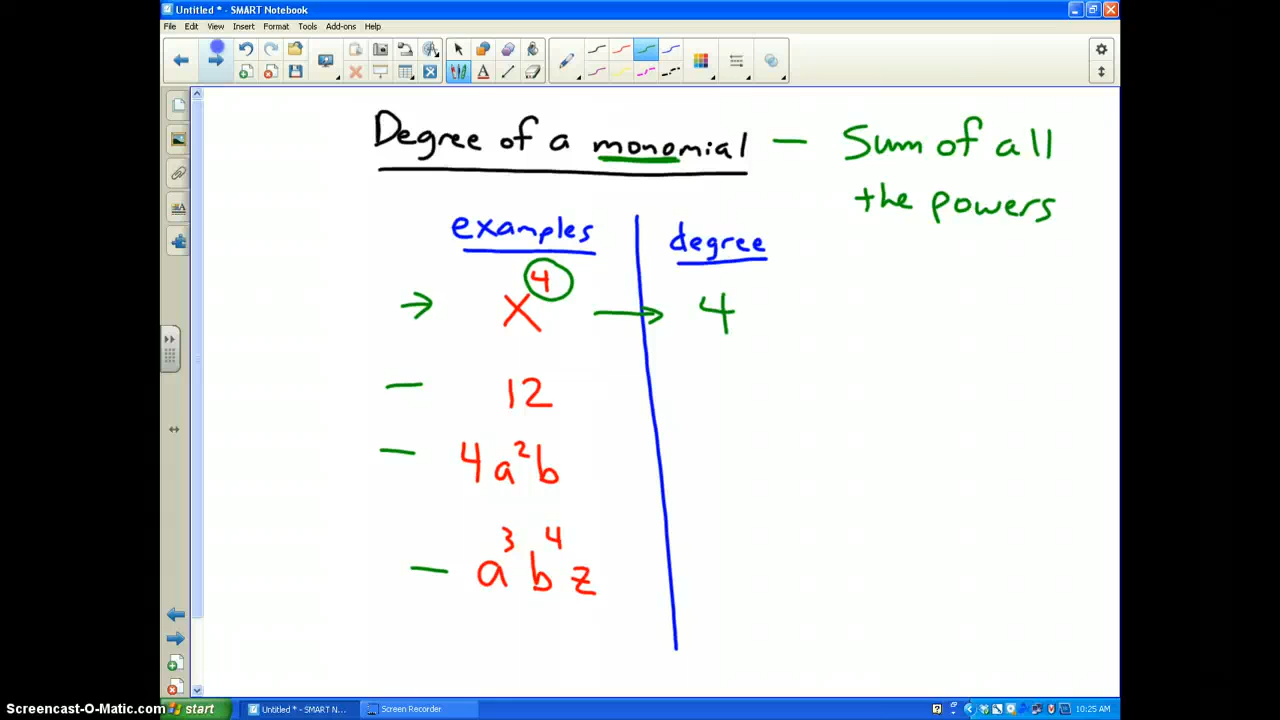 Untitled * - SMART Notebook
File Edit View Insert Format Tools Add-ons Help
Degree of a monomial — Sum of all
the powers
examples degree
→ x⁴ → 4
— 12
— 4a²b
— a³b⁴z
Screencast-O-Matic.com start Untitled * - SMART N... Screen Recorder 10:25 AM